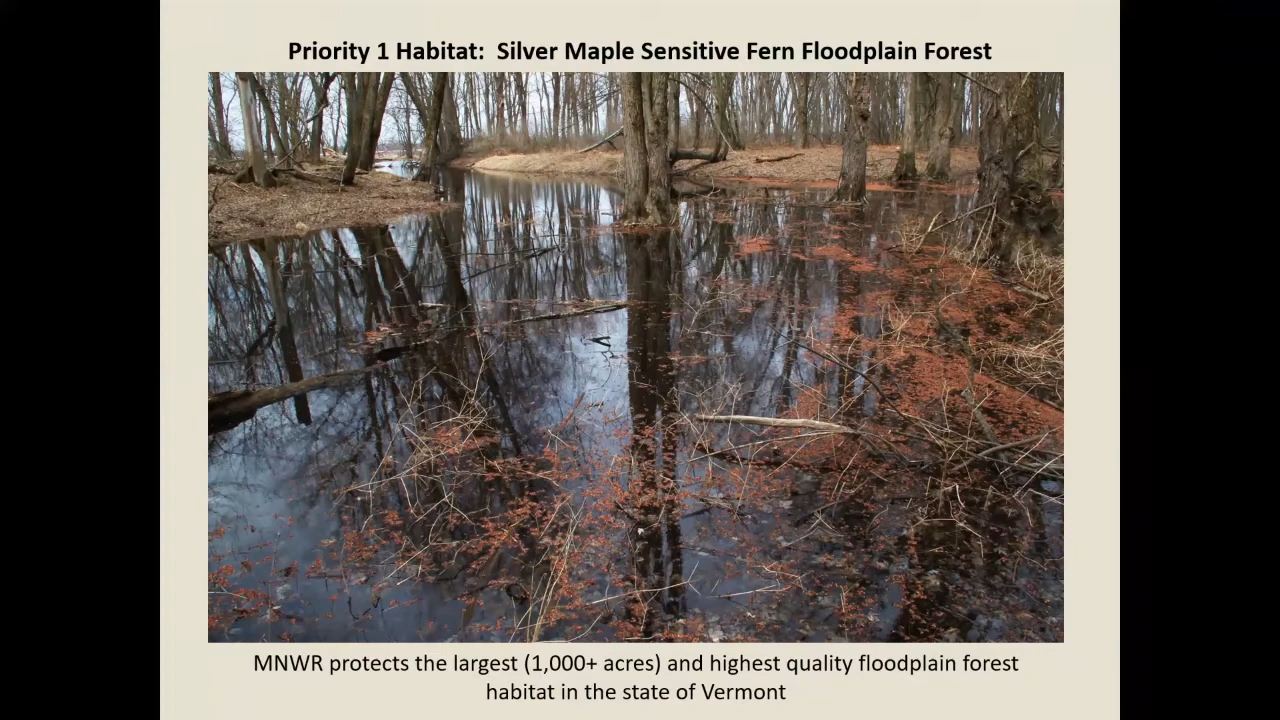 Priority 1 Habitat:  Silver Maple Sensitive Fern Floodplain Forest
MNWR protects the largest (1,000+ acres) and highest quality floodplain forest
habitat in the state of Vermont